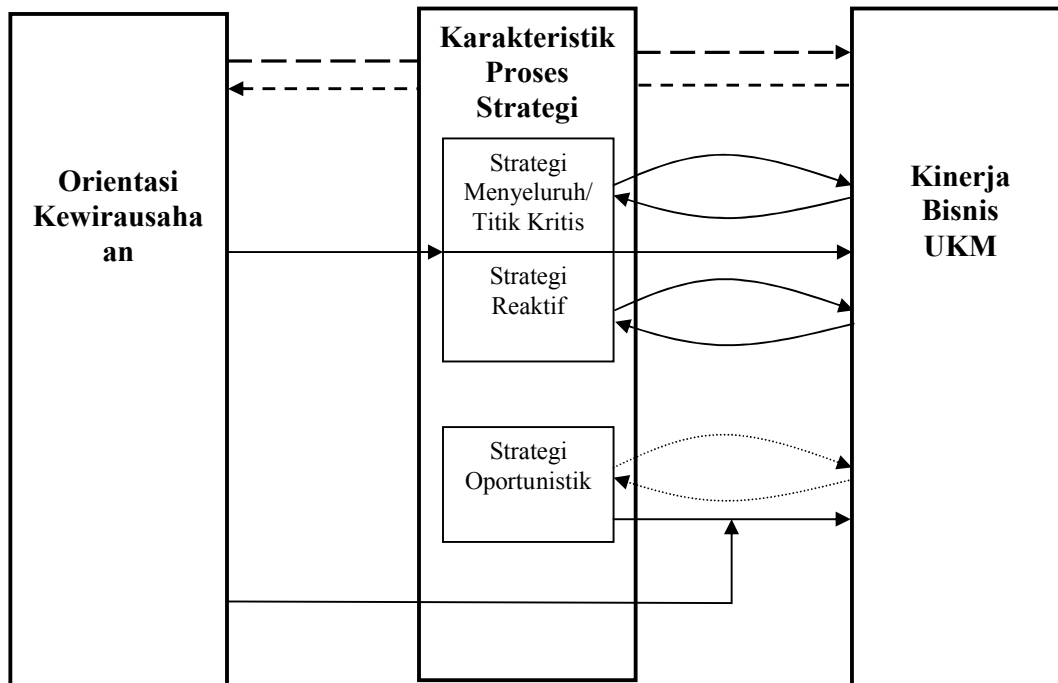 Orientasi
Kewirausaha
an
Karakteristik
Proses
Strategi
Strategi
Menyeluruh/
Titik Kritis
Strategi
Reaktif
Strategi
Oportunistik
Kinerja
Bisnis
UKM